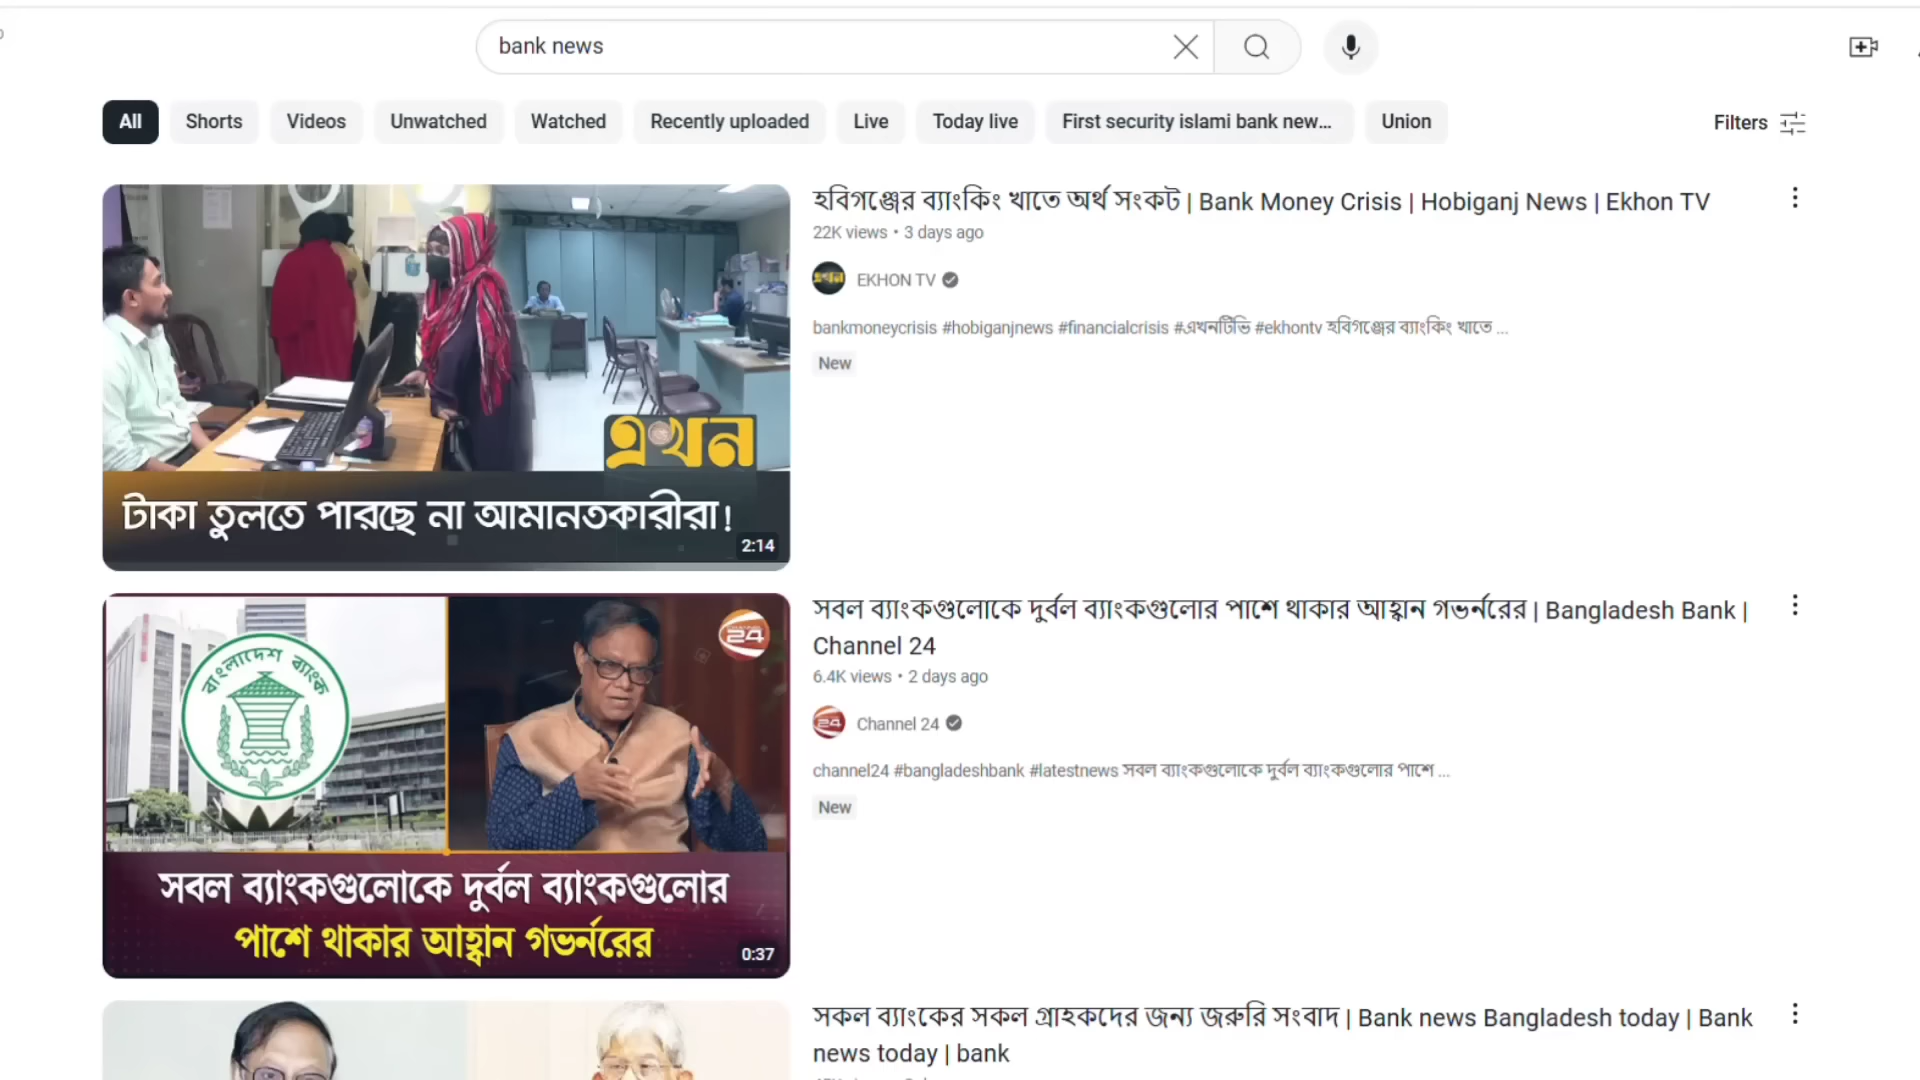 bank news
All
Shorts
Videos
Unwatched
Watched
Recently uploaded
Live
Today live
First security islami bank new...
Union
Filters
হবিগঞ্জের ব্যাংকিং খাতে অর্থ সংকট | Bank Money Crisis | Hobiganj News | Ekhon TV
22K views • 3 days ago
এখন
EKHON TV
bankmoneycrisis #hobiganjnews #financialcrisis #এখনটিভি #ekhontv হবিগঞ্জের ব্যাংকিং খাতে ...
New
এখন
টাকা তুলতে পারছে না আমানতকারীরা!
2:14
সবল ব্যাংকগুলোকে দুর্বল ব্যাংকগুলোর পাশে থাকার আহ্বান গভর্নরের | Bangladesh Bank |
Channel 24
6.4K views • 2 days ago
24
Channel 24
channel24 #bangladeshbank #latestnews সবল ব্যাংকগুলোকে দুর্বল ব্যাংকগুলোর পাশে ...
New
বাংলাদেশ ব্যাংক
24
সবল ব্যাংকগুলোকে দুর্বল ব্যাংকগুলোর
পাশে থাকার আহ্বান গভর্নরের
0:37
সকল ব্যাংকের সকল গ্রাহকদের জন্য জরুরি সংবাদ | Bank news Bangladesh today | Bank
news today | bank